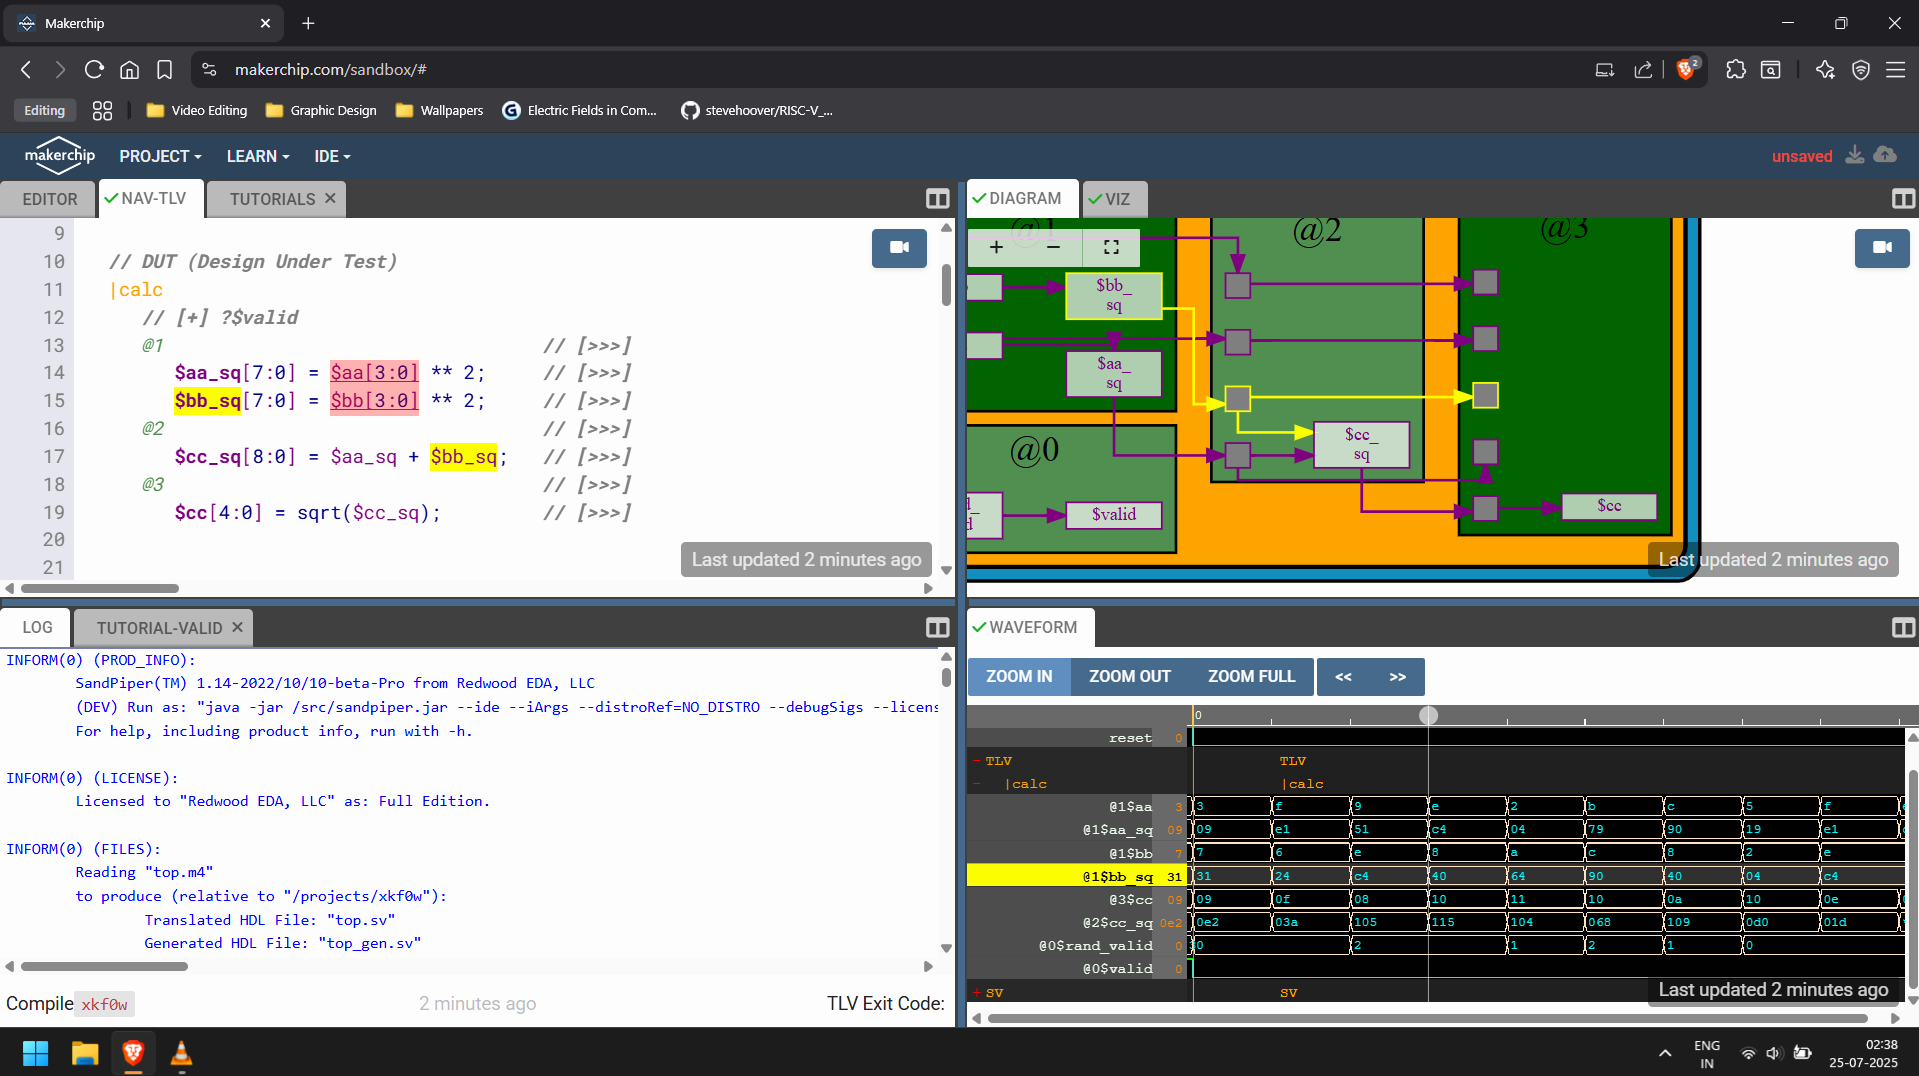 Makerchip
makerchip.com/sandbox/#
2
Editing
Video Editing
Graphic Design
Wallpapers
Electric Fields in Com...
stevehoover/RISC-V_...
makerchip
PROJECT
LEARN
IDE
unsaved
EDITOR
NAV-TLV
TUTORIALS
9
10 // DUT (Design Under Test)
11 |calc
12 // [+] ?$valid
13 @1 // [>>>]
14 $aa_sq[7:0] = $aa[3:0] ** 2; // [>>>]
15 $bb_sq[7:0] = $bb[3:0] ** 2; // [>>>]
16 @2 // [>>>]
17 $cc_sq[8:0] = $aa_sq + $bb_sq; // [>>>]
18 @3 // [>>>]
19 $cc[4:0] = sqrt($cc_sq); // [>>>]
20
21
Last updated 2 minutes ago
DIAGRAM
VIZ
@1
@2
@3
+
−
$bb_
sq
$aa_
sq
$cc_
sq
@0
$valid
$cc
Last updated 2 minutes ago
LOG
TUTORIAL-VALID
INFORM(0) (PROD_INFO):
SandPiper(TM) 1.14-2022/10/10-beta-Pro from Redwood EDA, LLC
(DEV) Run as: "java -jar /src/sandpiper.jar --ide --iArgs --distroRef=NO_DISTRO --debugSigs --licens
For help, including product info, run with -h.
INFORM(0) (LICENSE):
Licensed to "Redwood EDA, LLC" as: Full Edition.
INFORM(0) (FILES):
Reading "top.m4"
to produce (relative to "/projects/xkf0w"):
Translated HDL File: "top.sv"
Generated HDL File: "top_gen.sv"
Compile xkf0w
2 minutes ago
TLV Exit Code:
WAVEFORM
ZOOM IN
ZOOM OUT
ZOOM FULL
<<
>>
0
reset 0
- TLV TLV
- |calc |calc
@1$aa 3 3 f 9 e 2 b c 5 f
@1$aa_sq 09 09 e1 51 c4 04 79 90 19 e1
@1$bb 7 7 6 e 8 a c 8 2 e
@1$bb_sq 31 31 24 c4 40 64 90 40 04 c4
@3$cc 09 09 0f 08 10 11 10 0a 10 0e
@2$cc_sq 0e2 0e2 03a 105 115 104 068 109 0d0 01d
@0$rand_valid 0 0 2 1 2 1 0
@0$valid 0
+ SV SV
Last updated 2 minutes ago
ENG
IN
02:38
25-07-2025